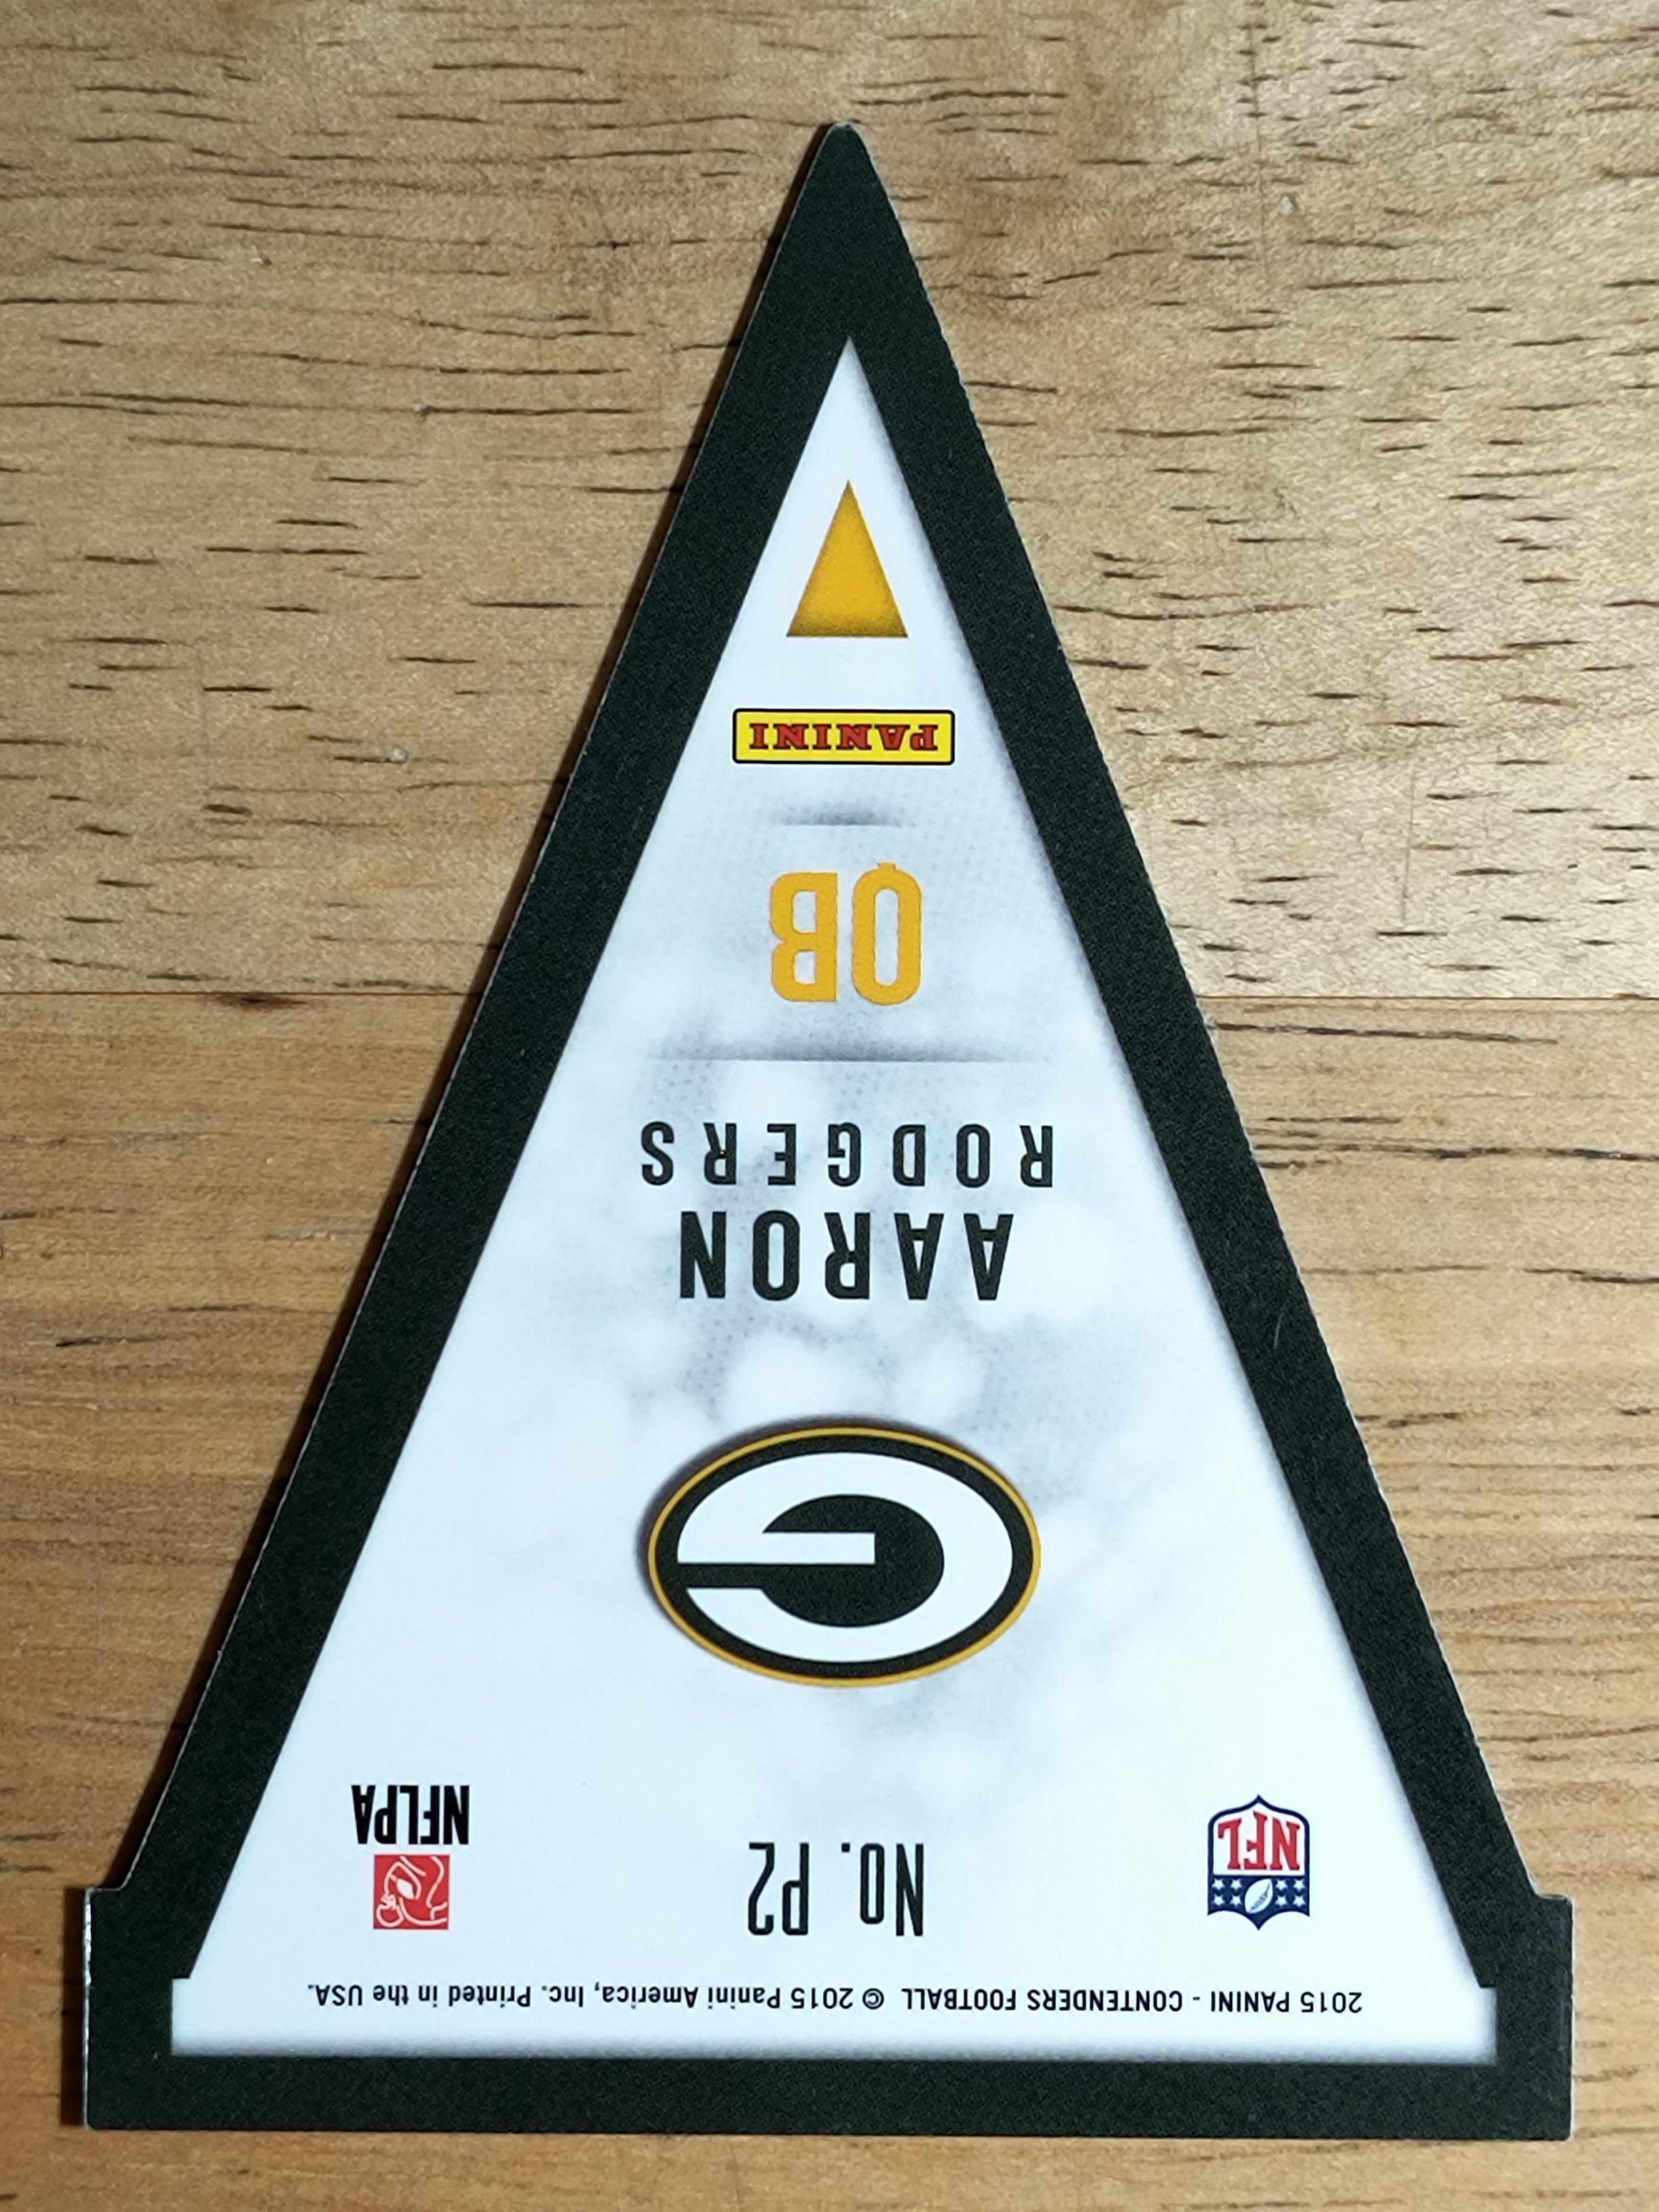 2015 PANINI - CONTENDERS FOOTBALL © 2015 Panini America, Inc. Printed in the USA.
NFL
No. P2
NFLPA
G
AARON
RODGERS
QB
PANINI